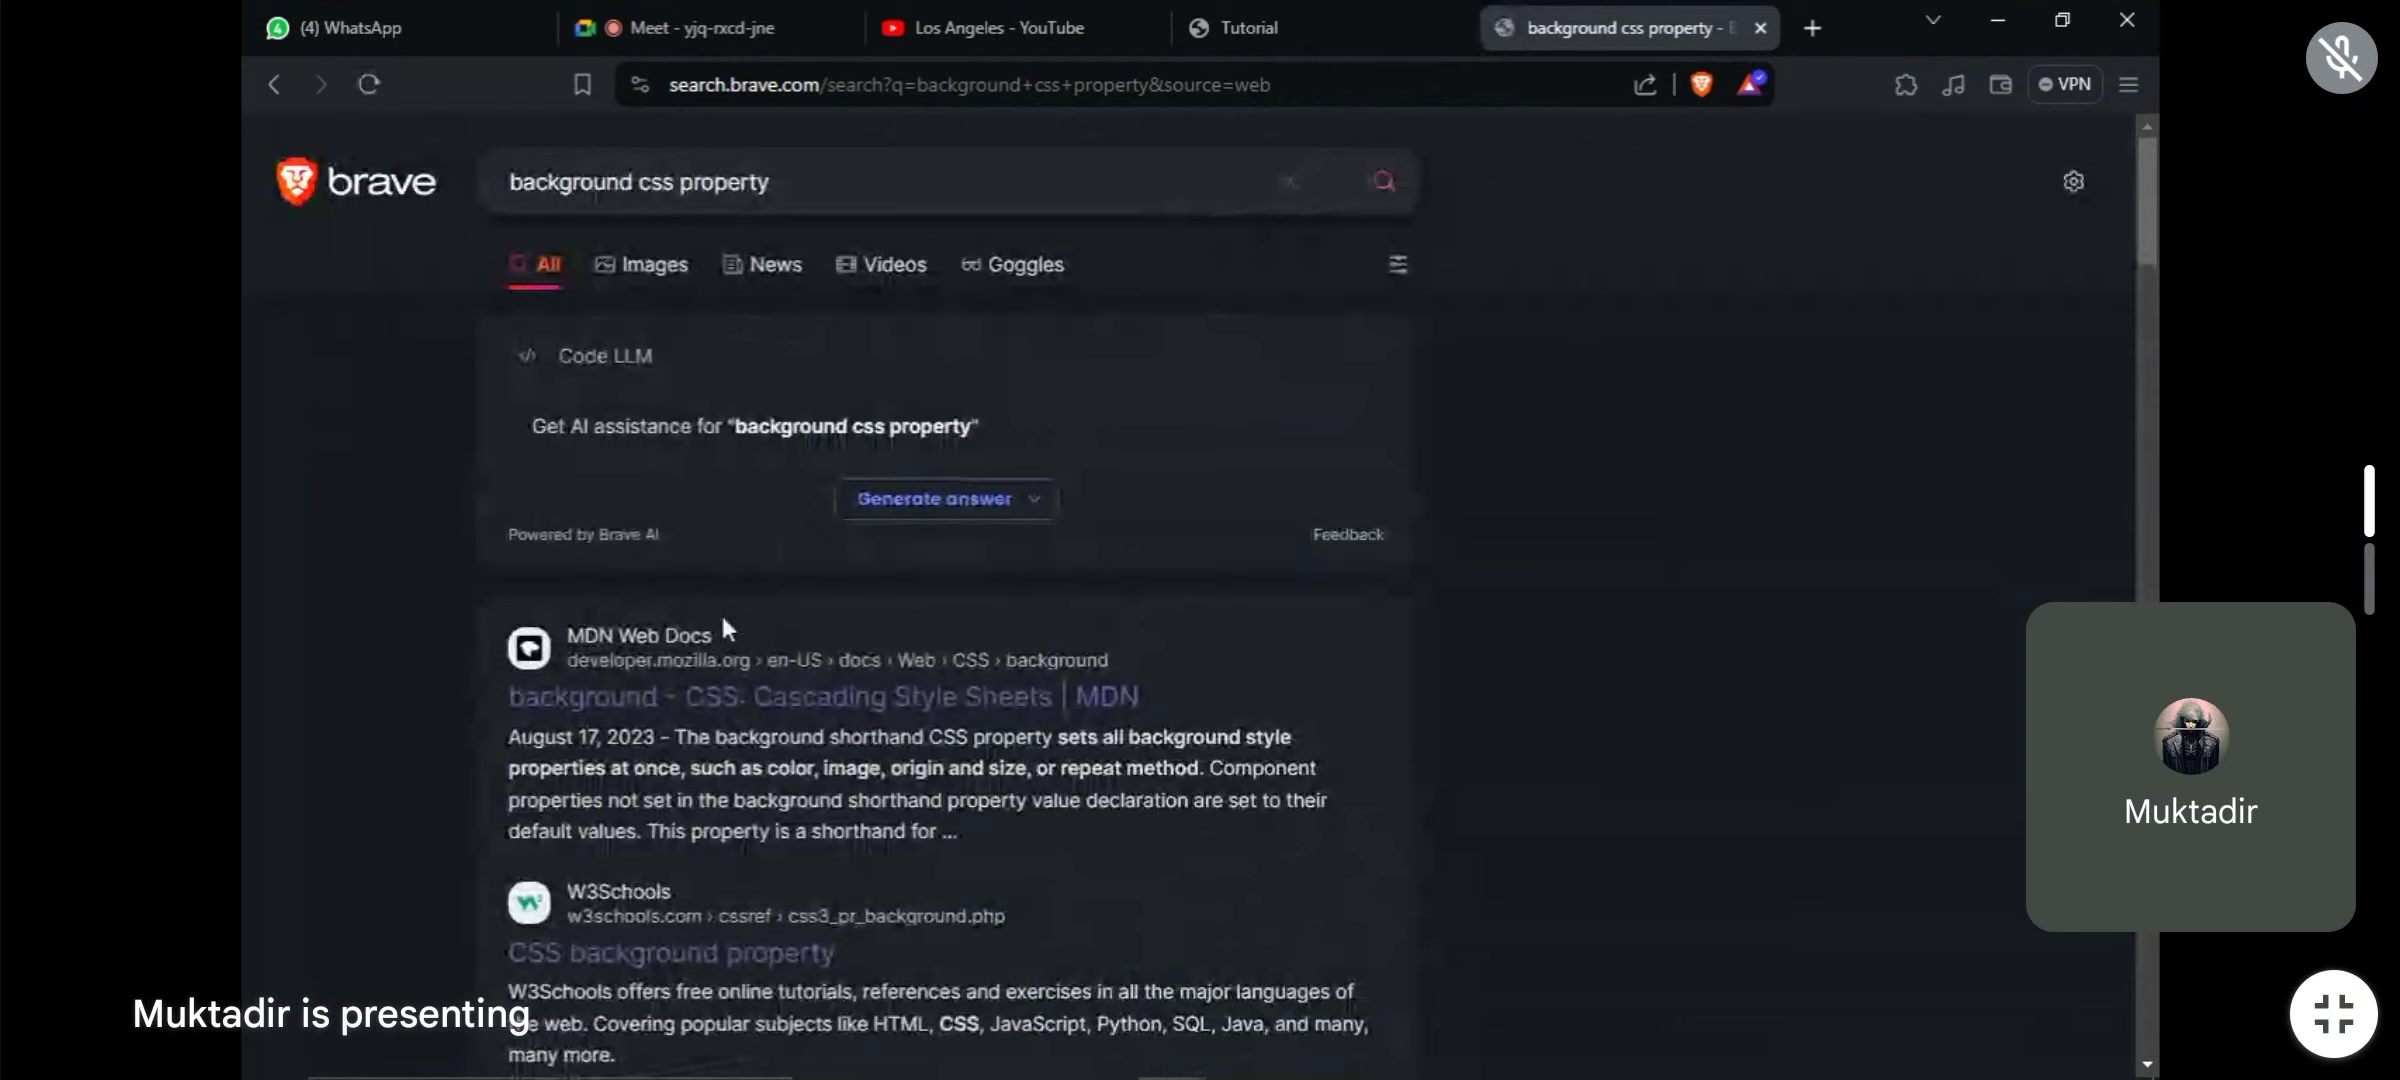 (4) WhatsApp
Meet - yjq-rxcd-jne
Los Angeles - YouTube
Tutorial
background css property -
search.brave.com/search?q=background+css+property&source=web
VPN
brave
background css property
All
Images
News
Videos
Goggles
</> Code LLM
Get AI assistance for "background css property"
Generate answer
Powered by Brave AI
Feedback
MDN Web Docs
developer.mozilla.org › en-US › docs › Web › CSS › background
background - CSS: Cascading Style Sheets | MDN
August 17, 2023 - The background shorthand CSS property sets all background style
properties at once, such as color, image, origin and size, or repeat method. Component
properties not set in the background shorthand property value declaration are set to their
default values. This property is a shorthand for ...
W3Schools
w3schools.com › cssref › css3_pr_background.php
CSS background property
W3Schools offers free online tutorials, references and exercises in all the major languages of
web. Covering popular subjects like HTML, CSS, JavaScript, Python, SQL, Java, and many,
many more.
Muktadir is presenting
Muktadir